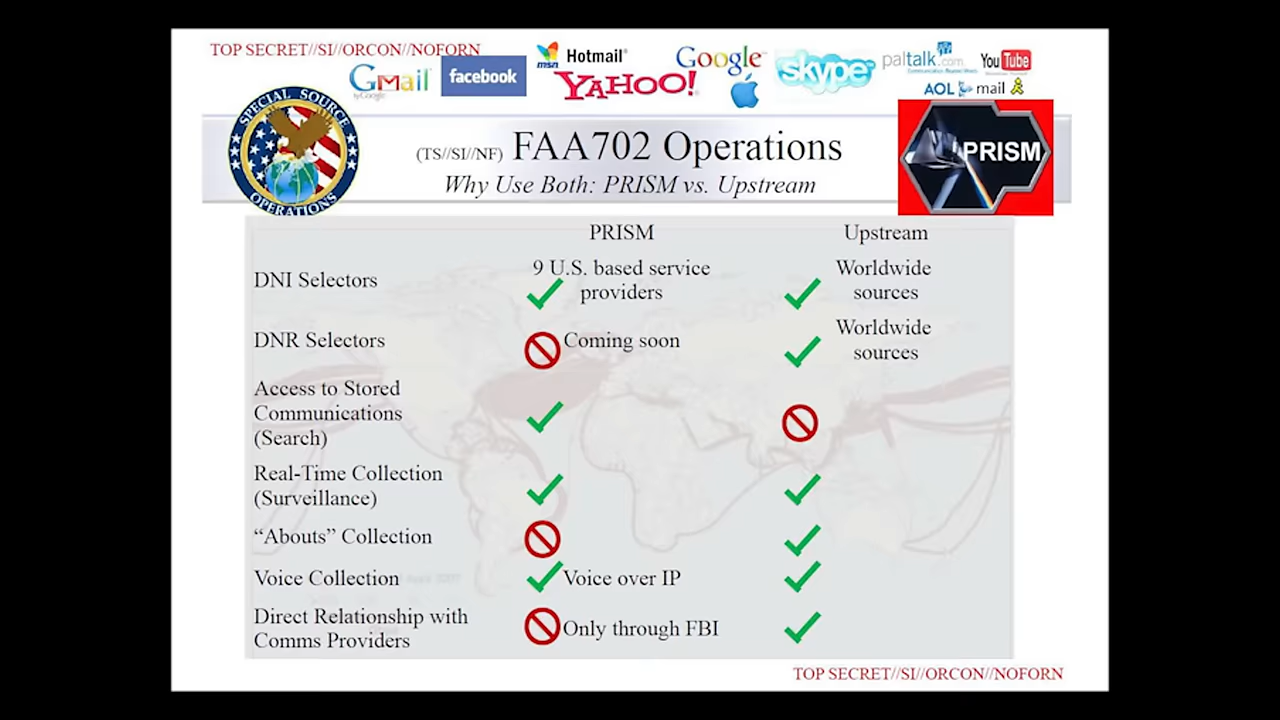 TOP SECRET//SI//ORCON//NOFORN
Gmail
by Google
facebook
msn
Hotmail
YAHOO!
Google
skype
paltalk.com
YouTube
AOL mail
SPECIAL SOURCE
OPERATIONS
(TS//SI//NF) FAA702 Operations
Why Use Both: PRISM vs. Upstream
PRISM
PRISM Upstream
DNI Selectors 9 U.S. based service providers Worldwide sources
DNR Selectors Coming soon Worldwide sources
Access to Stored
Communications
(Search)
Real-Time Collection
(Surveillance)
“Abouts” Collection
Voice Collection Voice over IP
Direct Relationship with
Comms Providers Only through FBI
TOP SECRET//SI//ORCON//NOFORN